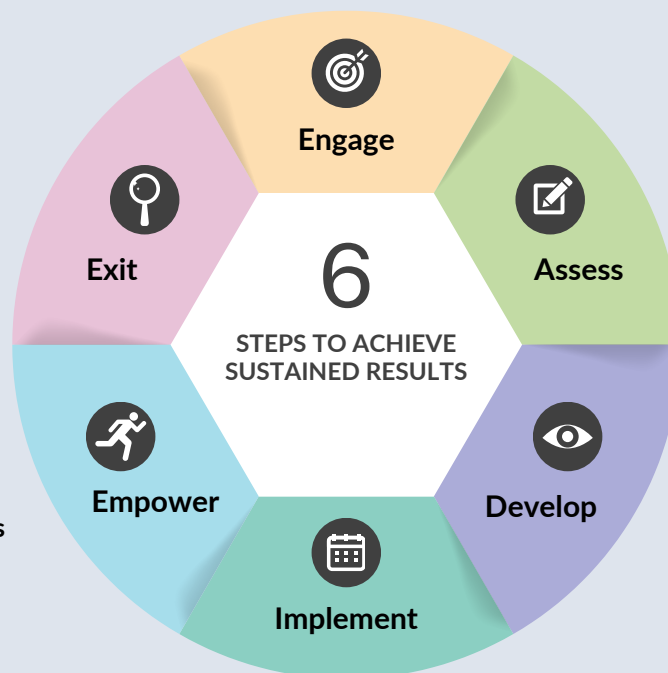 Engage
Assess
Develop
Implement
Empower
Exit
6
STEPS TO ACHIEVE
SUSTAINED RESULTS
s